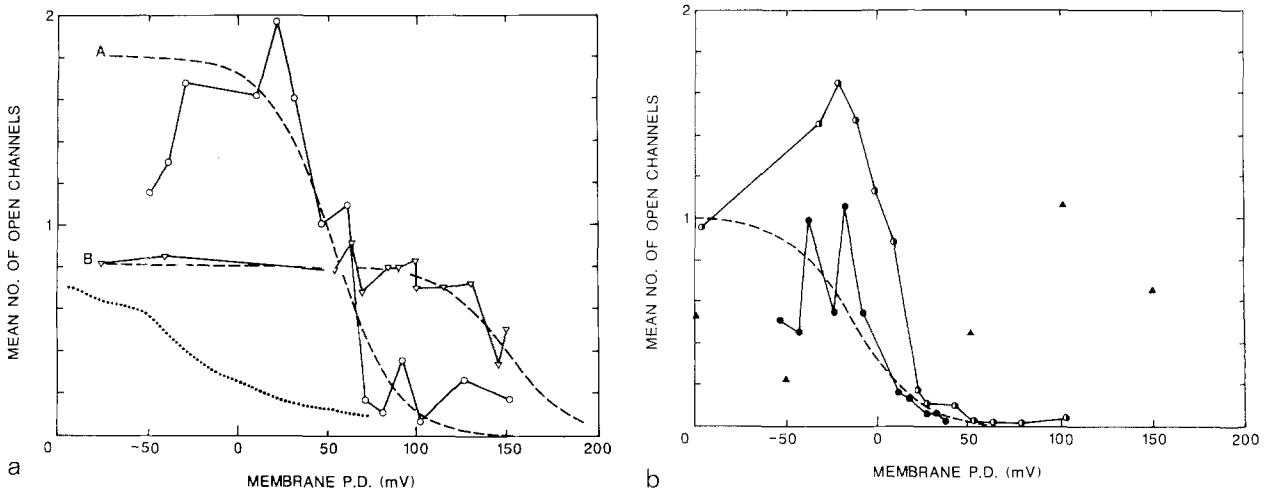 2
1
0
MEAN NO. OF OPEN CHANNELS
A
B
-50 0 50 100 150 200
MEMBRANE P.D. (mV)
a
2
1
0
MEAN NO. OF OPEN CHANNELS
-50 0 50 100 150 200
MEMBRANE P.D. (mV)
b